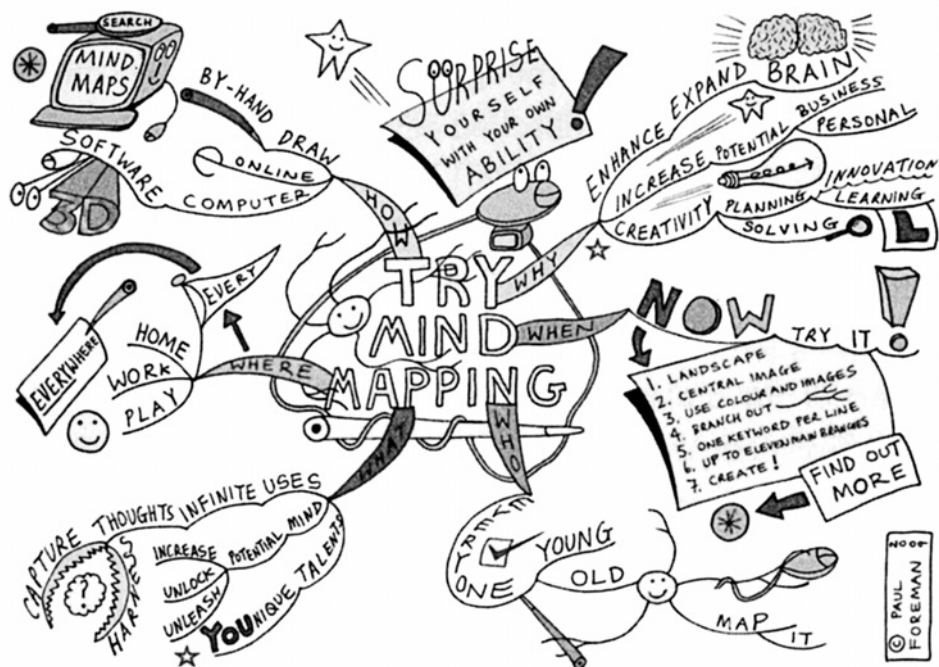 TRY
MIND
MAPPING
HOW
BY-HAND DRAW
ONLINE
COMPUTER
SOFTWARE
3D
SEARCH
MIND
MAPS
SURPRISE
YOURSELF
WITH YOUR OWN
ABILITY
!
WHY
ENHANCE EXPAND BRAIN
INCREASE POTENTIAL BUSINESS
PERSONAL
CREATIVITY PLANNING INNOVATION
LEARNING
SOLVING
L
WHEN
NOW
TRY IT
!
1. LANDSCAPE
2. CENTRAL IMAGE
3. USE COLOUR AND IMAGES
4. BRANCH OUT
5. ONE KEYWORD PER LINE
6. UP TO ELEVEN MAIN BRANCHES
7. CREATE!
FIND OUT
MORE
WHO
EVERYONE
YOUNG
OLD
MAP
IT
WHAT
MIND
THOUGHTS INFINITE USES
CAPTURE
HARNESS
POTENTIAL
INCREASE
UNLOCK
UNLEASH
YOUNIQUE TALENTS
WHERE
EVERY
EVERYWHERE
HOME
WORK
PLAY
© PAUL
FOREMAN